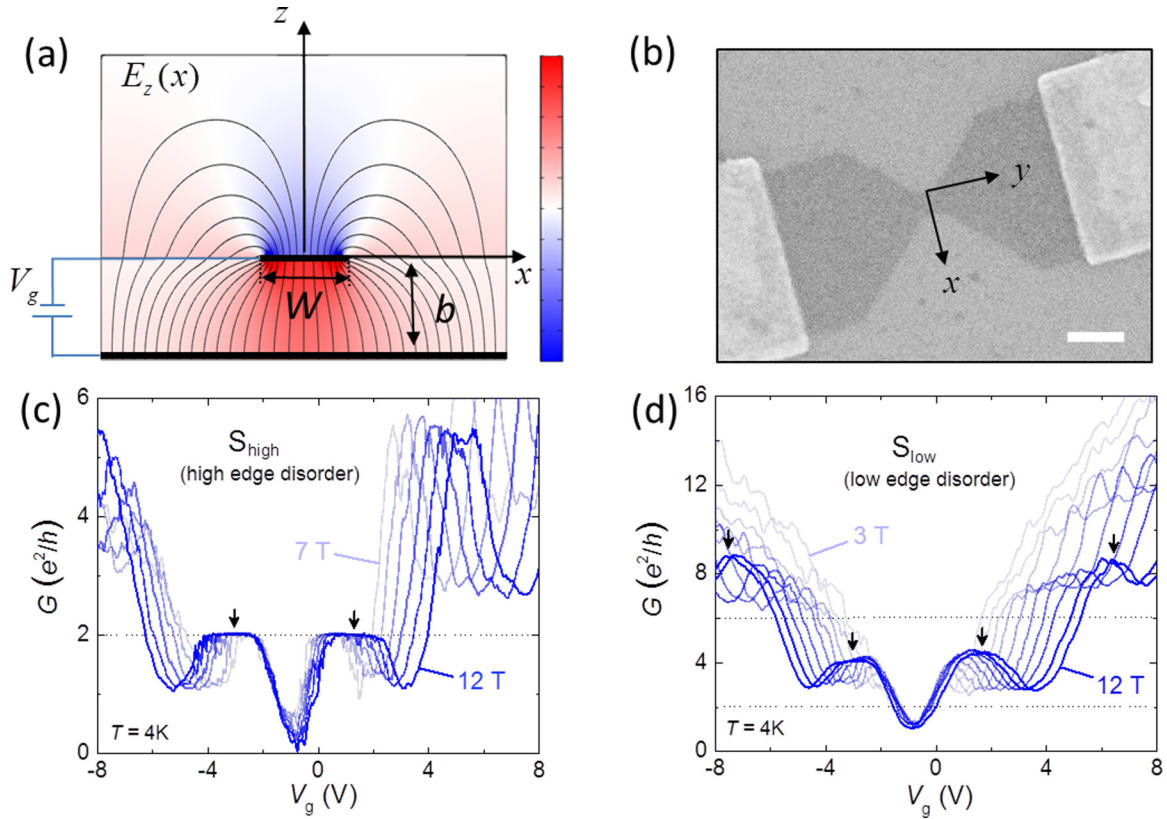 (a)
z
E_z(x)
V_g
x
W
b
(b)
y
x
(c)
6
4
2
0
G (e²/h)
S_high
(high edge disorder)
7 T
12 T
T = 4K
-8
-4
0
4
8
V_g (V)
(d)
16
12
8
4
0
G (e²/h)
S_low
(low edge disorder)
3 T
12 T
T = 4K
-8
-4
0
4
8
V_g (V)